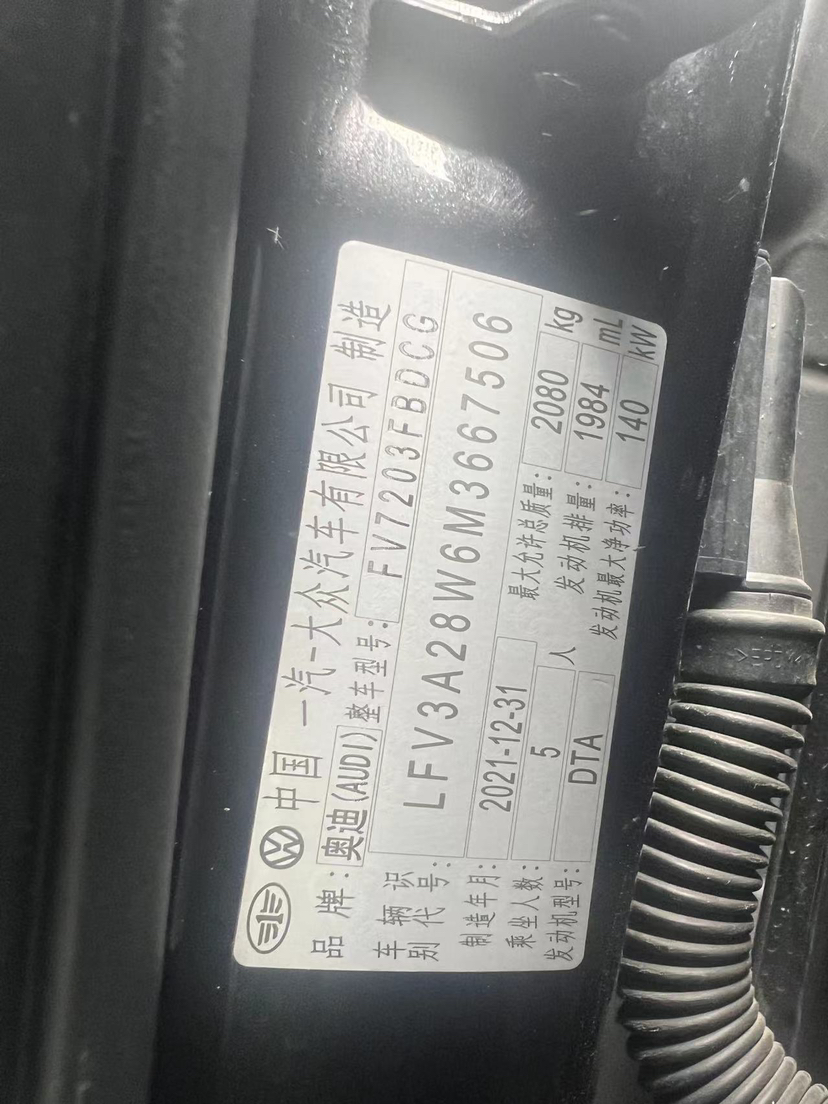 中国 一汽-大众汽车有限公司 制造
品牌:奥迪(AUDI) 整车型号:FV7203FBDCG
车辆识别代号:LFV3A28W6M3667506
制造年月:2021-12-31 最大允许总质量:2080 kg
乘坐人数:5 人 发动机排量:1984 mL
发动机型号:DTA 发动机最大净功率:140 kW